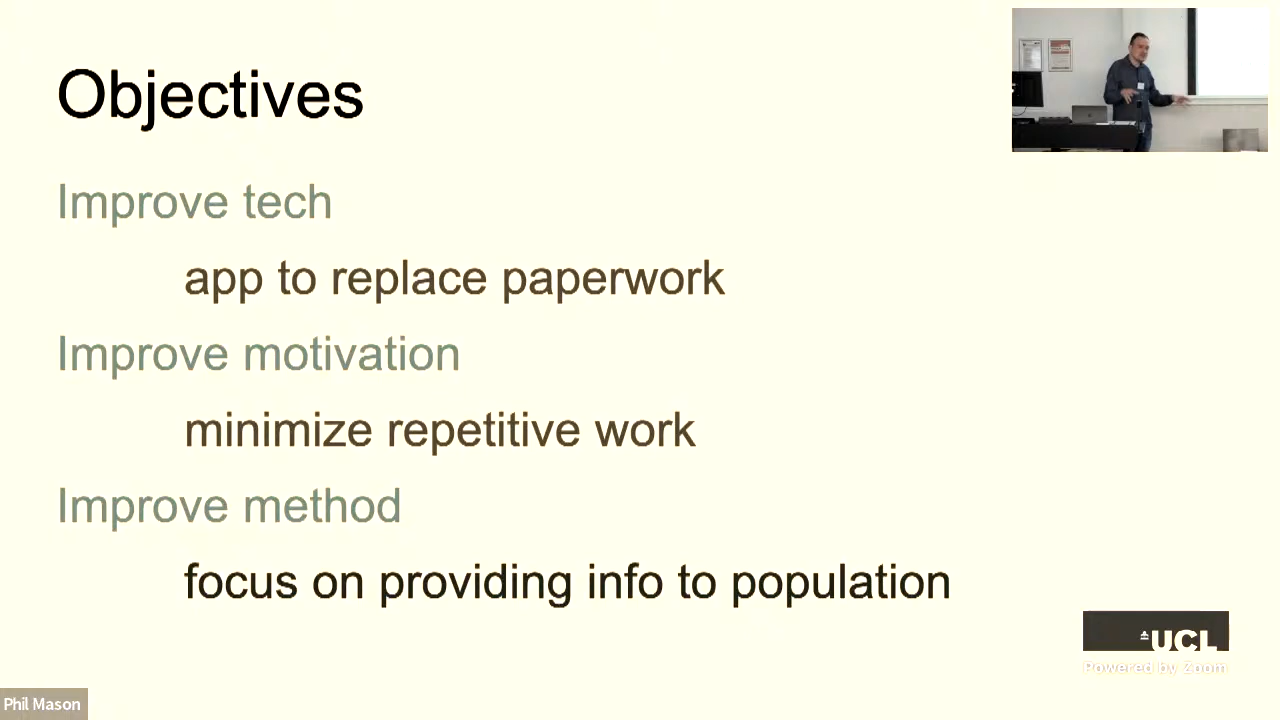 Objectives
Improve tech
app to replace paperwork
Improve motivation
minimize repetitive work
Improve method
focus on providing info to population
UCL
Powered by Zoom
Phil Mason